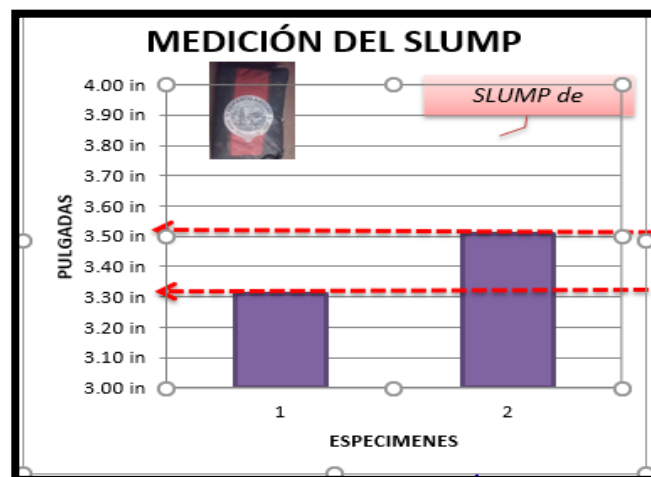 MEDICIÓN DEL SLUMP
SLUMP de
PULGADAS
4.00 in
3.90 in
3.80 in
3.70 in
3.60 in
3.50 in
3.40 in
3.30 in
3.20 in
3.10 in
3.00 in
1 2
ESPECIMENES